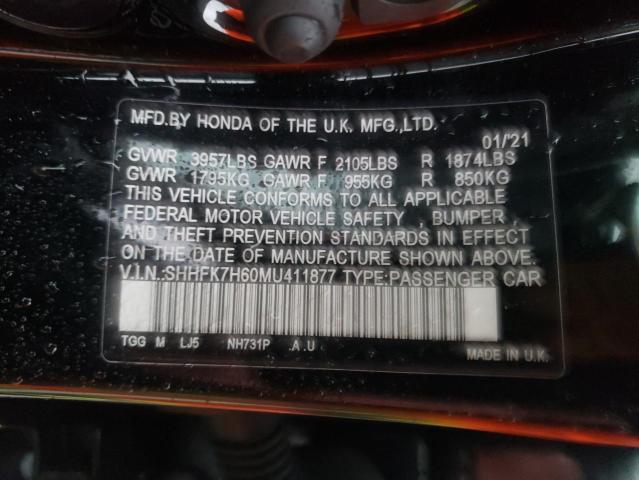 MFD.BY HONDA OF THE U.K. MFG.,LTD.
01/'21
GVWR 3957LBS GAWR F 2105LBS R 1874LBS
GVWR 1795KG GAWR F 955KG R 850KG
THIS VEHICLE CONFORMS TO ALL APPLICABLE
FEDERAL MOTOR VEHICLE SAFETY , BUMPER ,
AND THEFT PREVENTION STANDARDS IN EFFECT
ON THE DATE OF MANUFACTURE SHOWN ABOVE.
V.I.N.:SHHFK7H60MU411877 TYPE:PASSENGER CAR
TGG M LJ5 NH731P .A .U
MADE IN U.K.